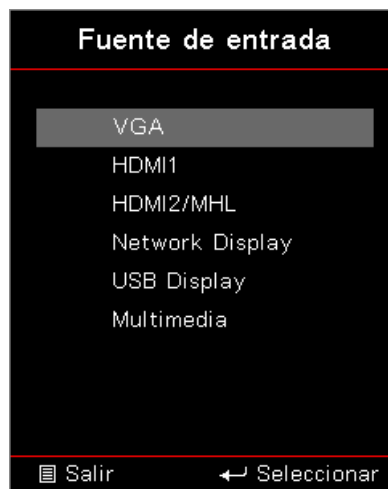 Fuente de entrada
VGA
HDMI1
HDMI2/MHL
Network Display
USB Display
Multimedia
Salir Seleccionar